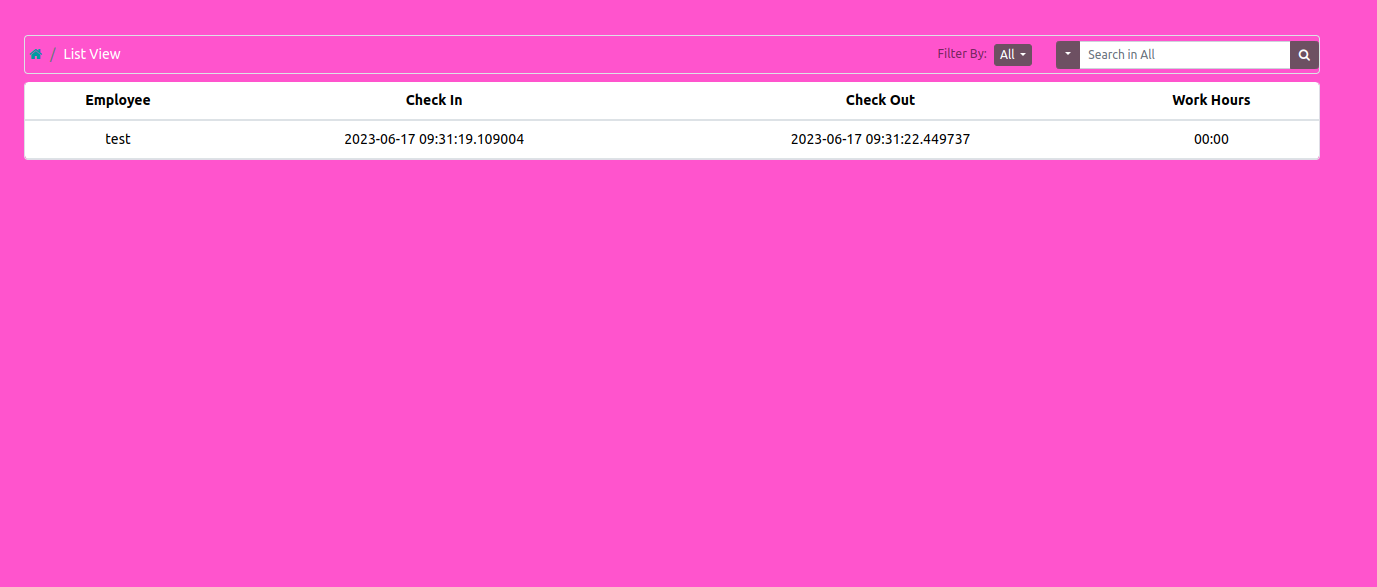 / List View Filter By: All Search in All
Employee Check In Check Out Work Hours
test 2023-06-17 09:31:19.109004 2023-06-17 09:31:22.449737 00:00